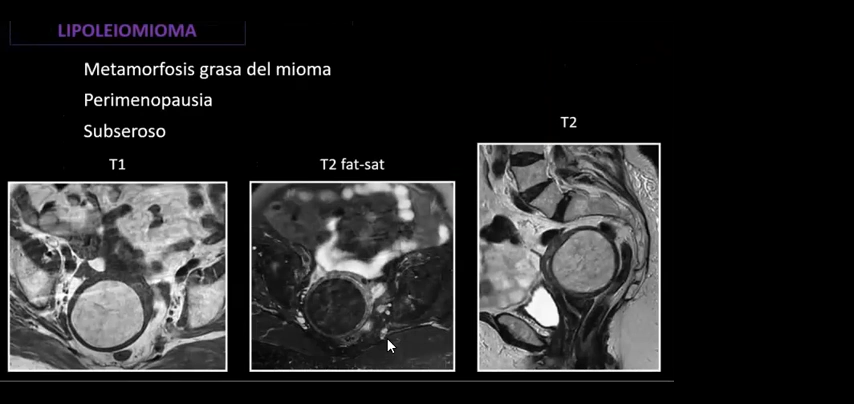 LIPOLEIOMIOMA
Metamorfosis grasa del mioma
Perimenopausia
Subseroso
T1
T2 fat-sat
T2